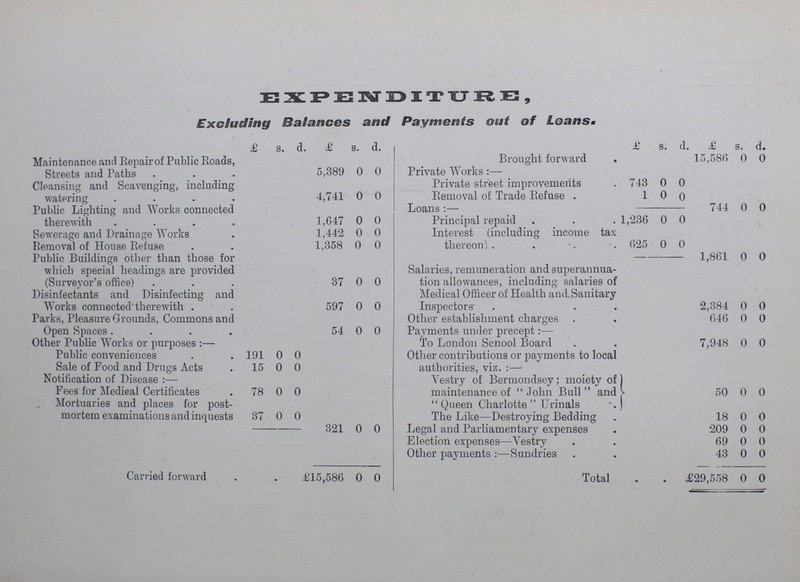 EXPENDITURE,
Excluding Balances and Payments out of Loans.
£ s. d. £ s. d.
Maintenance and Repair of Public Roads,
Streets and Paths . . . 5,389 0 0
Cleansing and Scavenging, including
watering . . . . 4,741 0 0
Public Lighting and Works connected
therewith . . . . 1,647 0 0
Sewerage and Drainage Works . 1,442 0 0
Removal of House Refuse . . 1,358 0 0
Public Buildings other than those for
which special headings are provided
(Surveyor's office) . . . 37 0 0
Disinfectants and Disinfecting and
Works connected therewith . . 597 0 0
Parks, Pleasure Grounds, Commons and
Open Spaces . . . . 54 0 0
Other Public Works or purposes :—
Public conveniences . . 191 0 0
Sale of Food and Drugs Acts . 15 0 0
Notification of Disease :—
Fees for Medical Certificates . 78 0 0
Mortuaries and places for post-
mortem examinations and inquests 37 0 0
321 0 0
Carried forward . . £15,586 0 0
£ s. d. £ s. d.
Brought forward . 15,586 0 0
Private Works :—
Private street improvements . 743 0 0
Removal of Trade Refuse . 1 0 0
744 0 0
Loans :—
Principal repaid . . . 1,236 0 0
Interest (including income tax
thereon) . . . . 625 0 0
1,861 0 0
Salaries, remuneration and superannua-
tion allowances, including salaries of
Medical Officer of Health and Sanitary
Inspectors . . . . 2,384 0 0
Other establishment charges . . 646 0 0
Payments under precept :—
To London School Board . . 7,948 0 0
Other contributions or payments to local
authorities, viz. :—
Vestry of Bermondsey; moiety of
maintenance of "John Bull" and 50 0 0
"Queen Charlotte" Urinals .
The Like—Destroying Bedding . 18 0 0
Legal and Parliamentary expenses . 209 0 0
Election expenses—Vestry . . 69 0 0
Other payments :—Sundries . . 43 0 0
Total . . £29,558 0 0